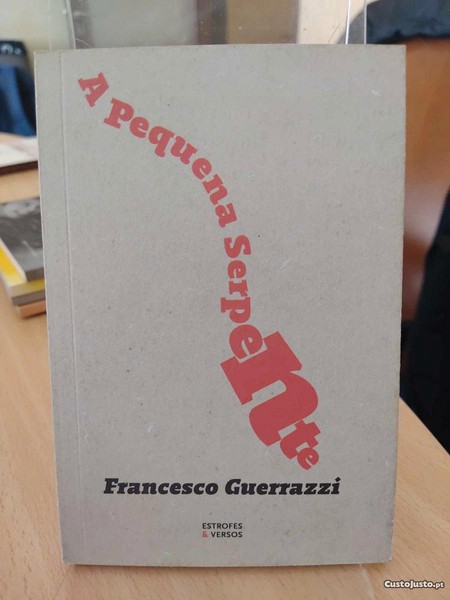 A Pequena Serpente
Francesco Guerrazzi
ESTROFES
& VERSOS
CustoJusto.pt